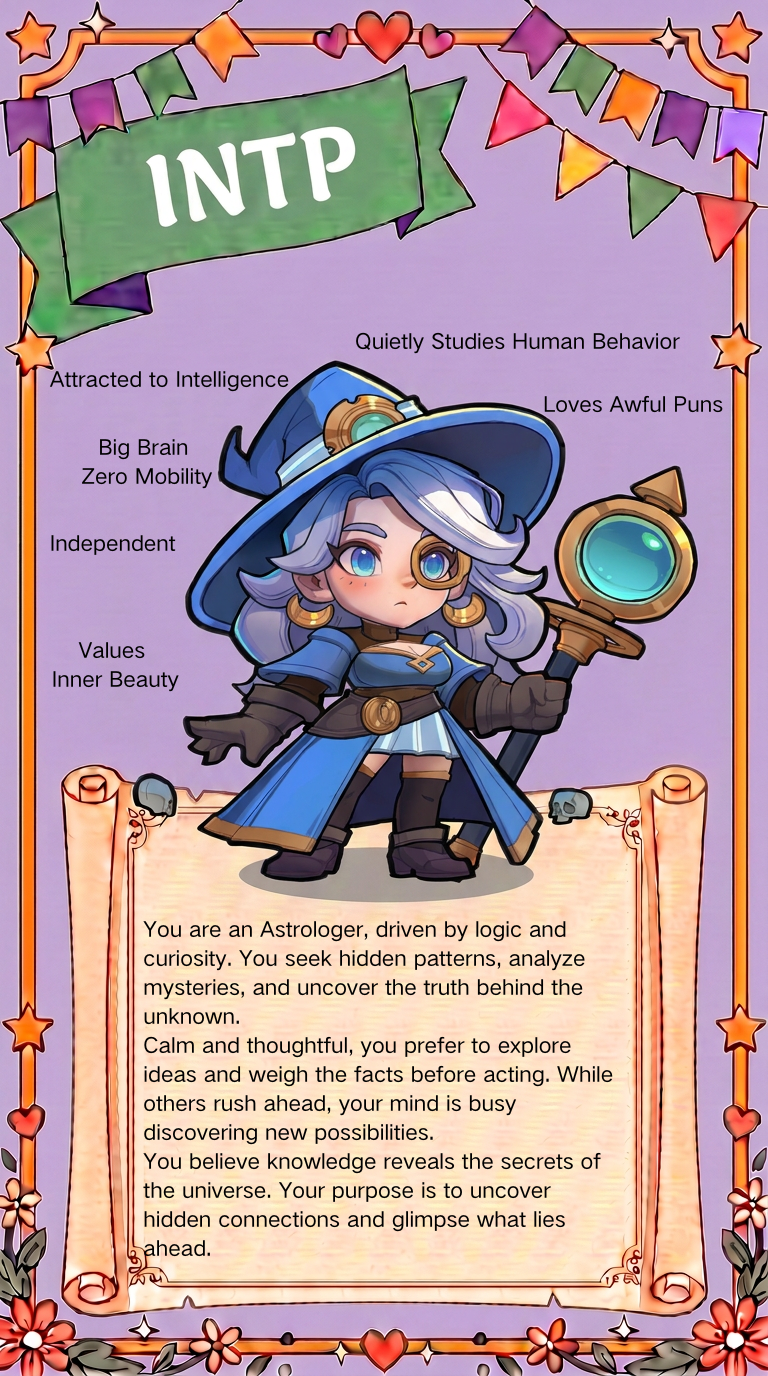 INTP
Quietly Studies Human Behavior
Attracted to Intelligence
Loves Awful Puns
Big Brain
Zero Mobility
Independent
Values
Inner Beauty
You are an Astrologer, driven by logic and
curiosity. You seek hidden patterns, analyze
mysteries, and uncover the truth behind the
unknown.
Calm and thoughtful, you prefer to explore
ideas and weigh the facts before acting. While
others rush ahead, your mind is busy
discovering new possibilities.
You believe knowledge reveals the secrets of
the universe. Your purpose is to uncover
hidden connections and glimpse what lies
ahead.